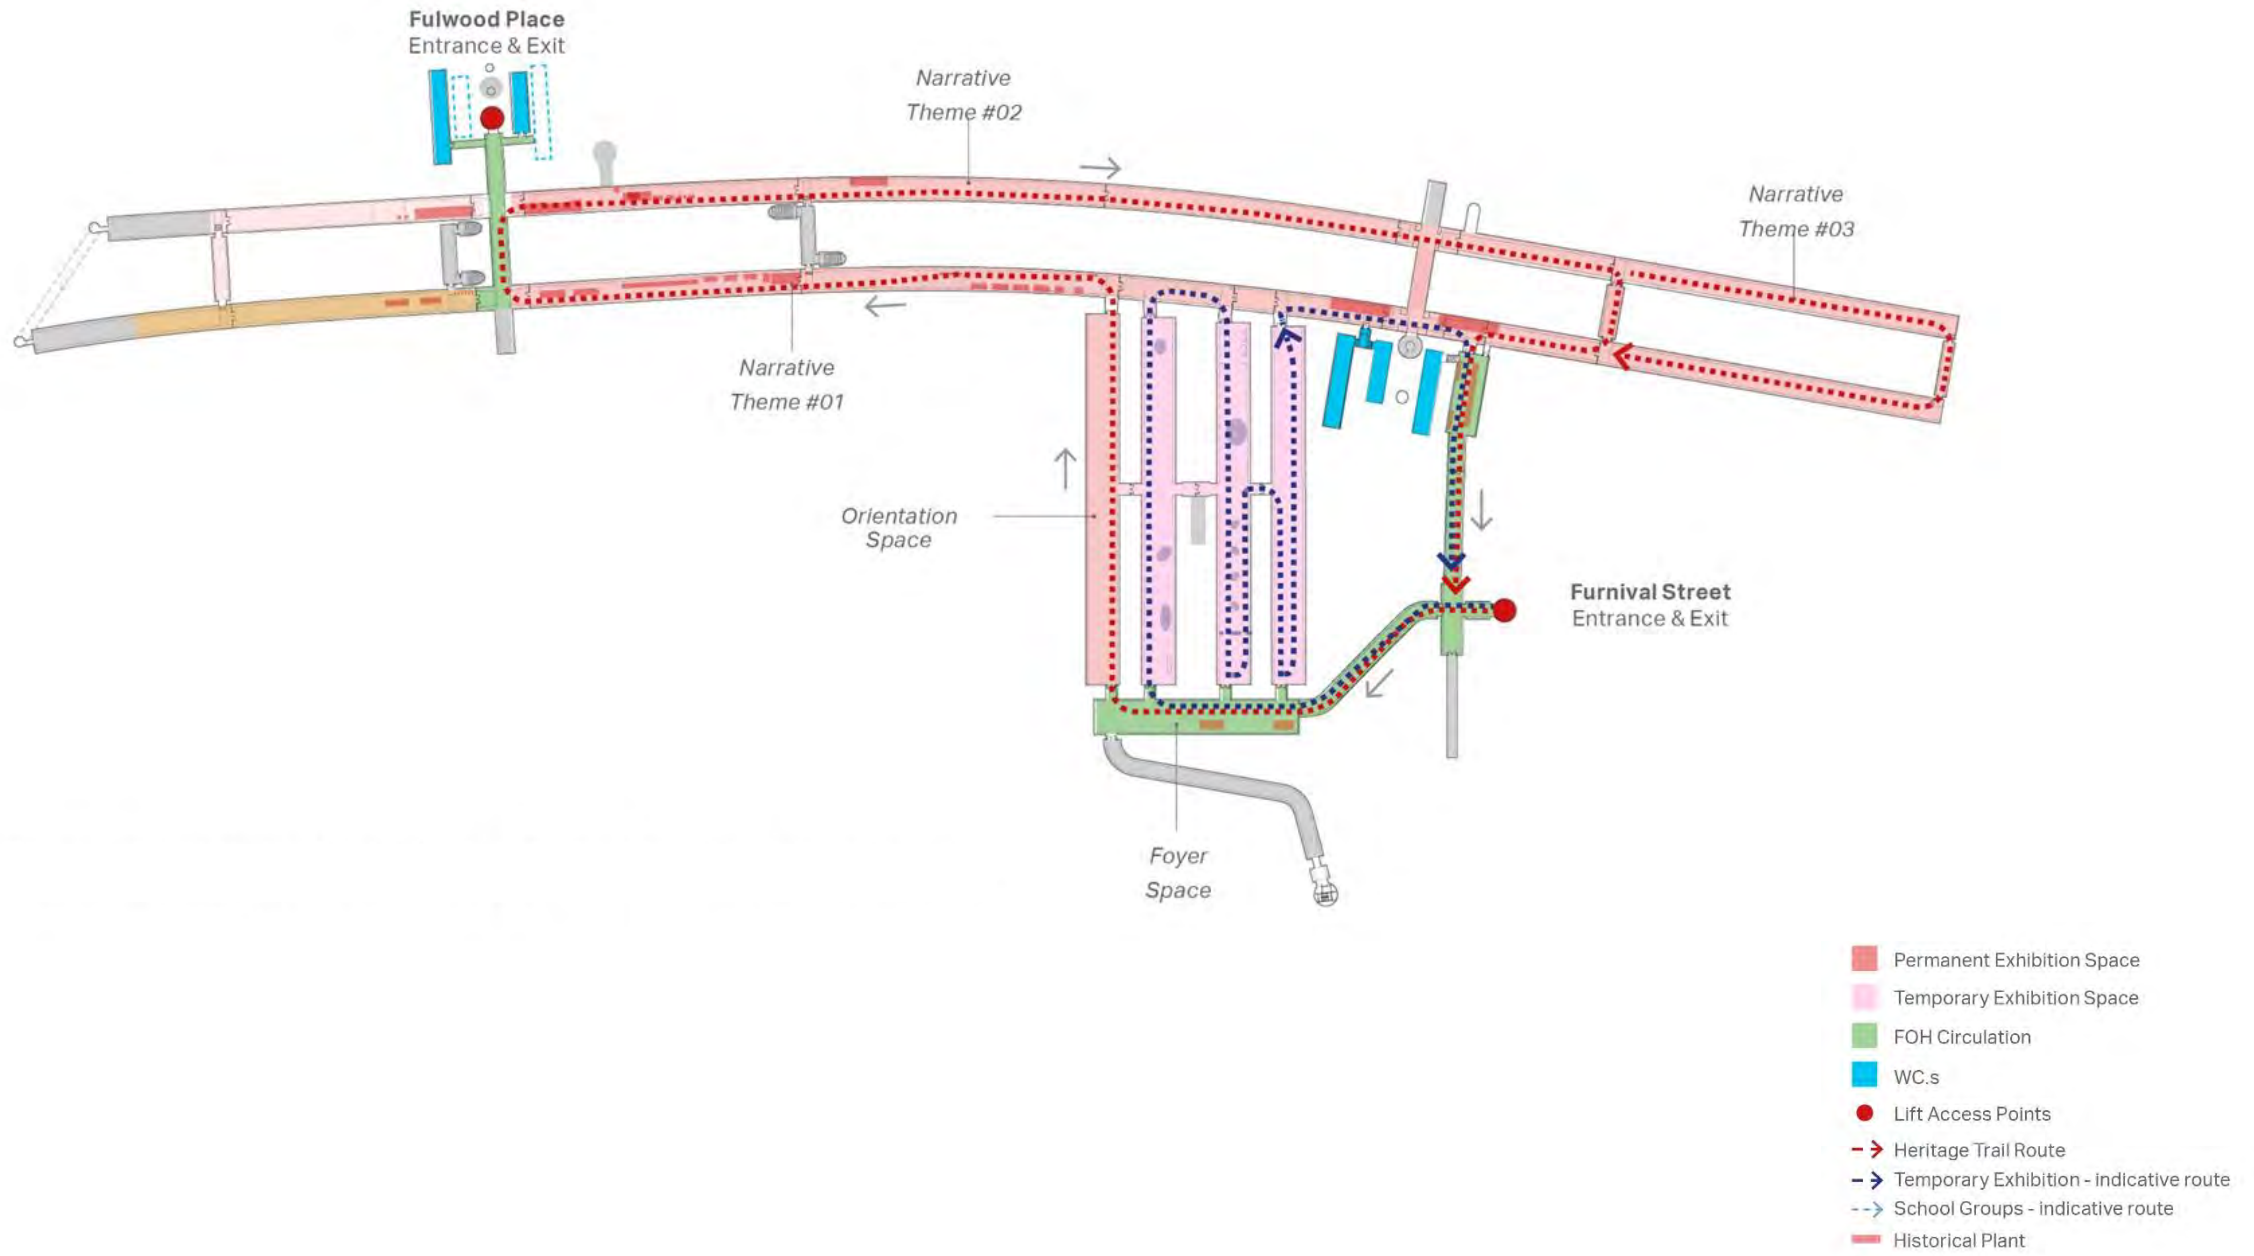 Fulwood Place
Entrance & Exit
Narrative
Theme #02
Narrative
Theme #03
Narrative
Theme #01
Orientation
Space
Furnival Street
Entrance & Exit
Foyer
Space
Permanent Exhibition Space
Temporary Exhibition Space
FOH Circulation
WC.s
Lift Access Points
Heritage Trail Route
Temporary Exhibition - indicative route
School Groups - indicative route
Historical Plant